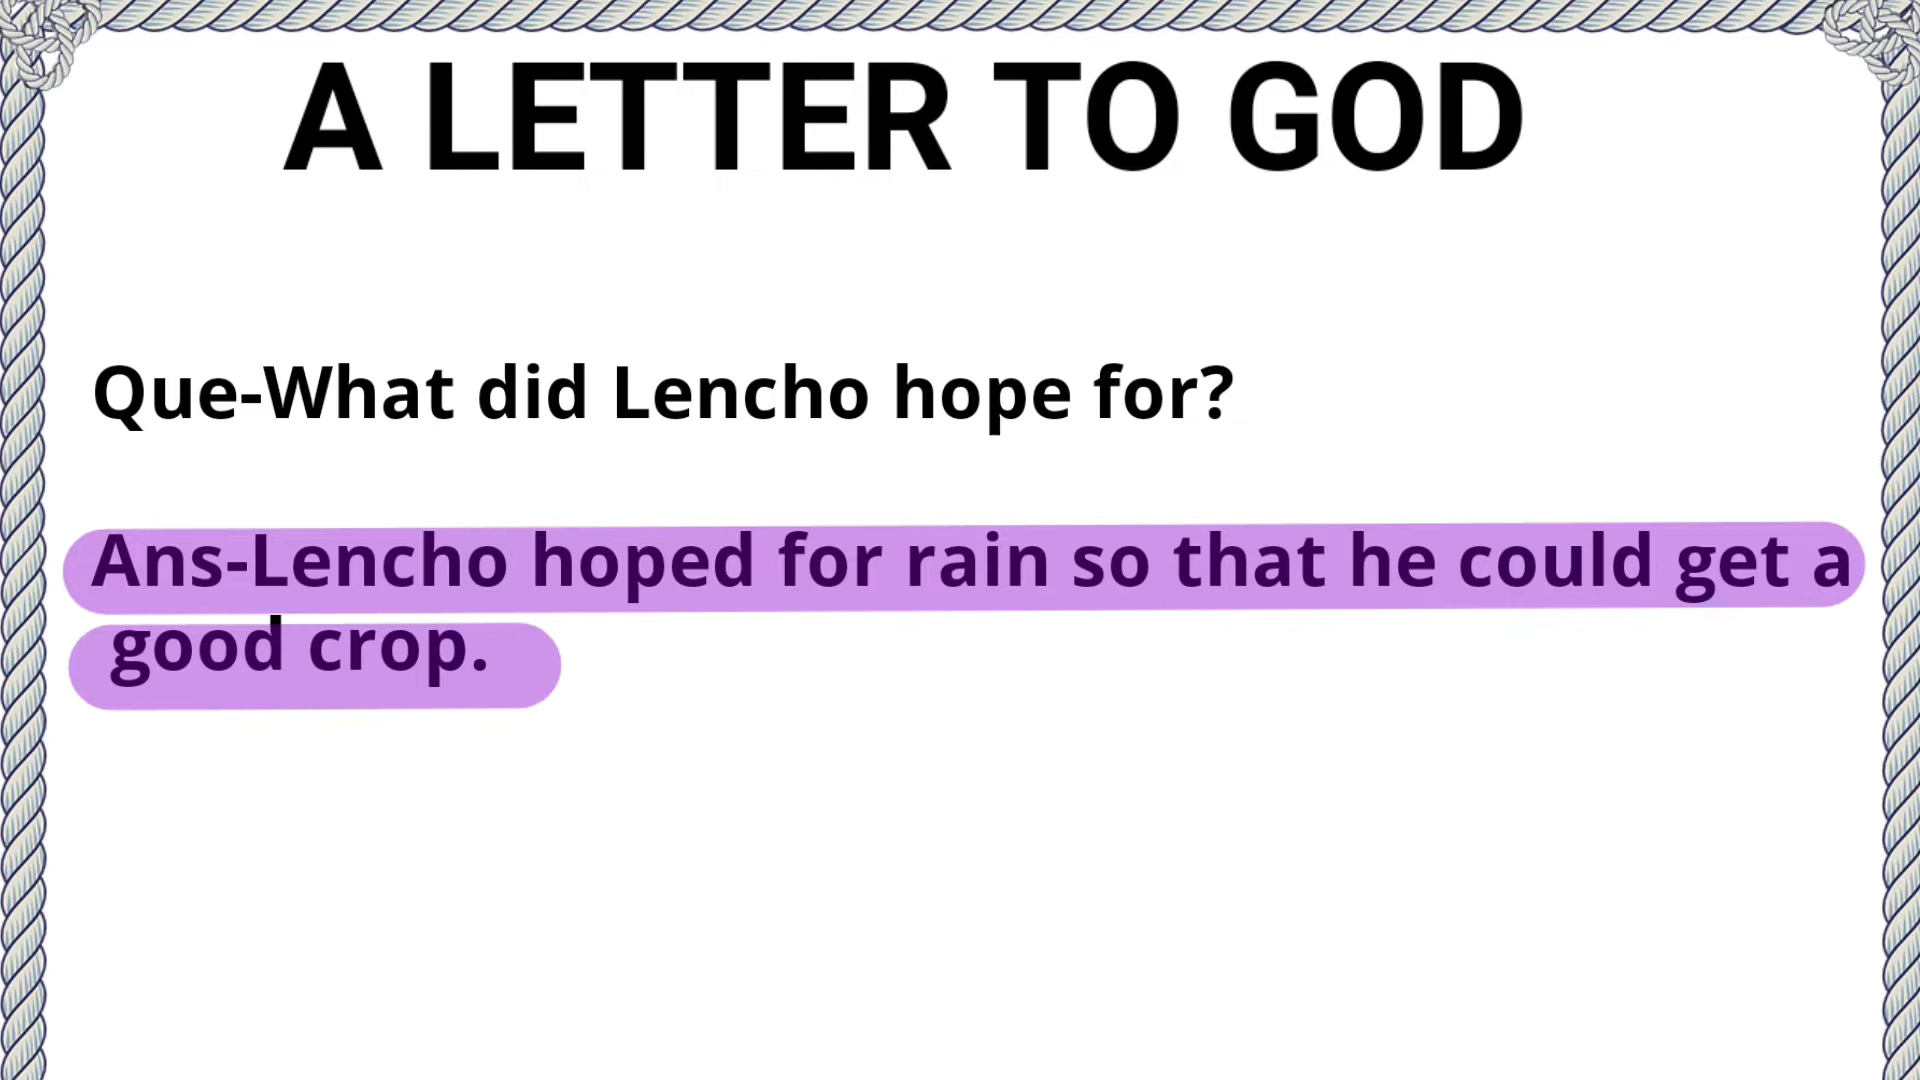 A LETTER TO GOD
Que-What did Lencho hope for?
Ans-Lencho hoped for rain so that he could get a
good crop.